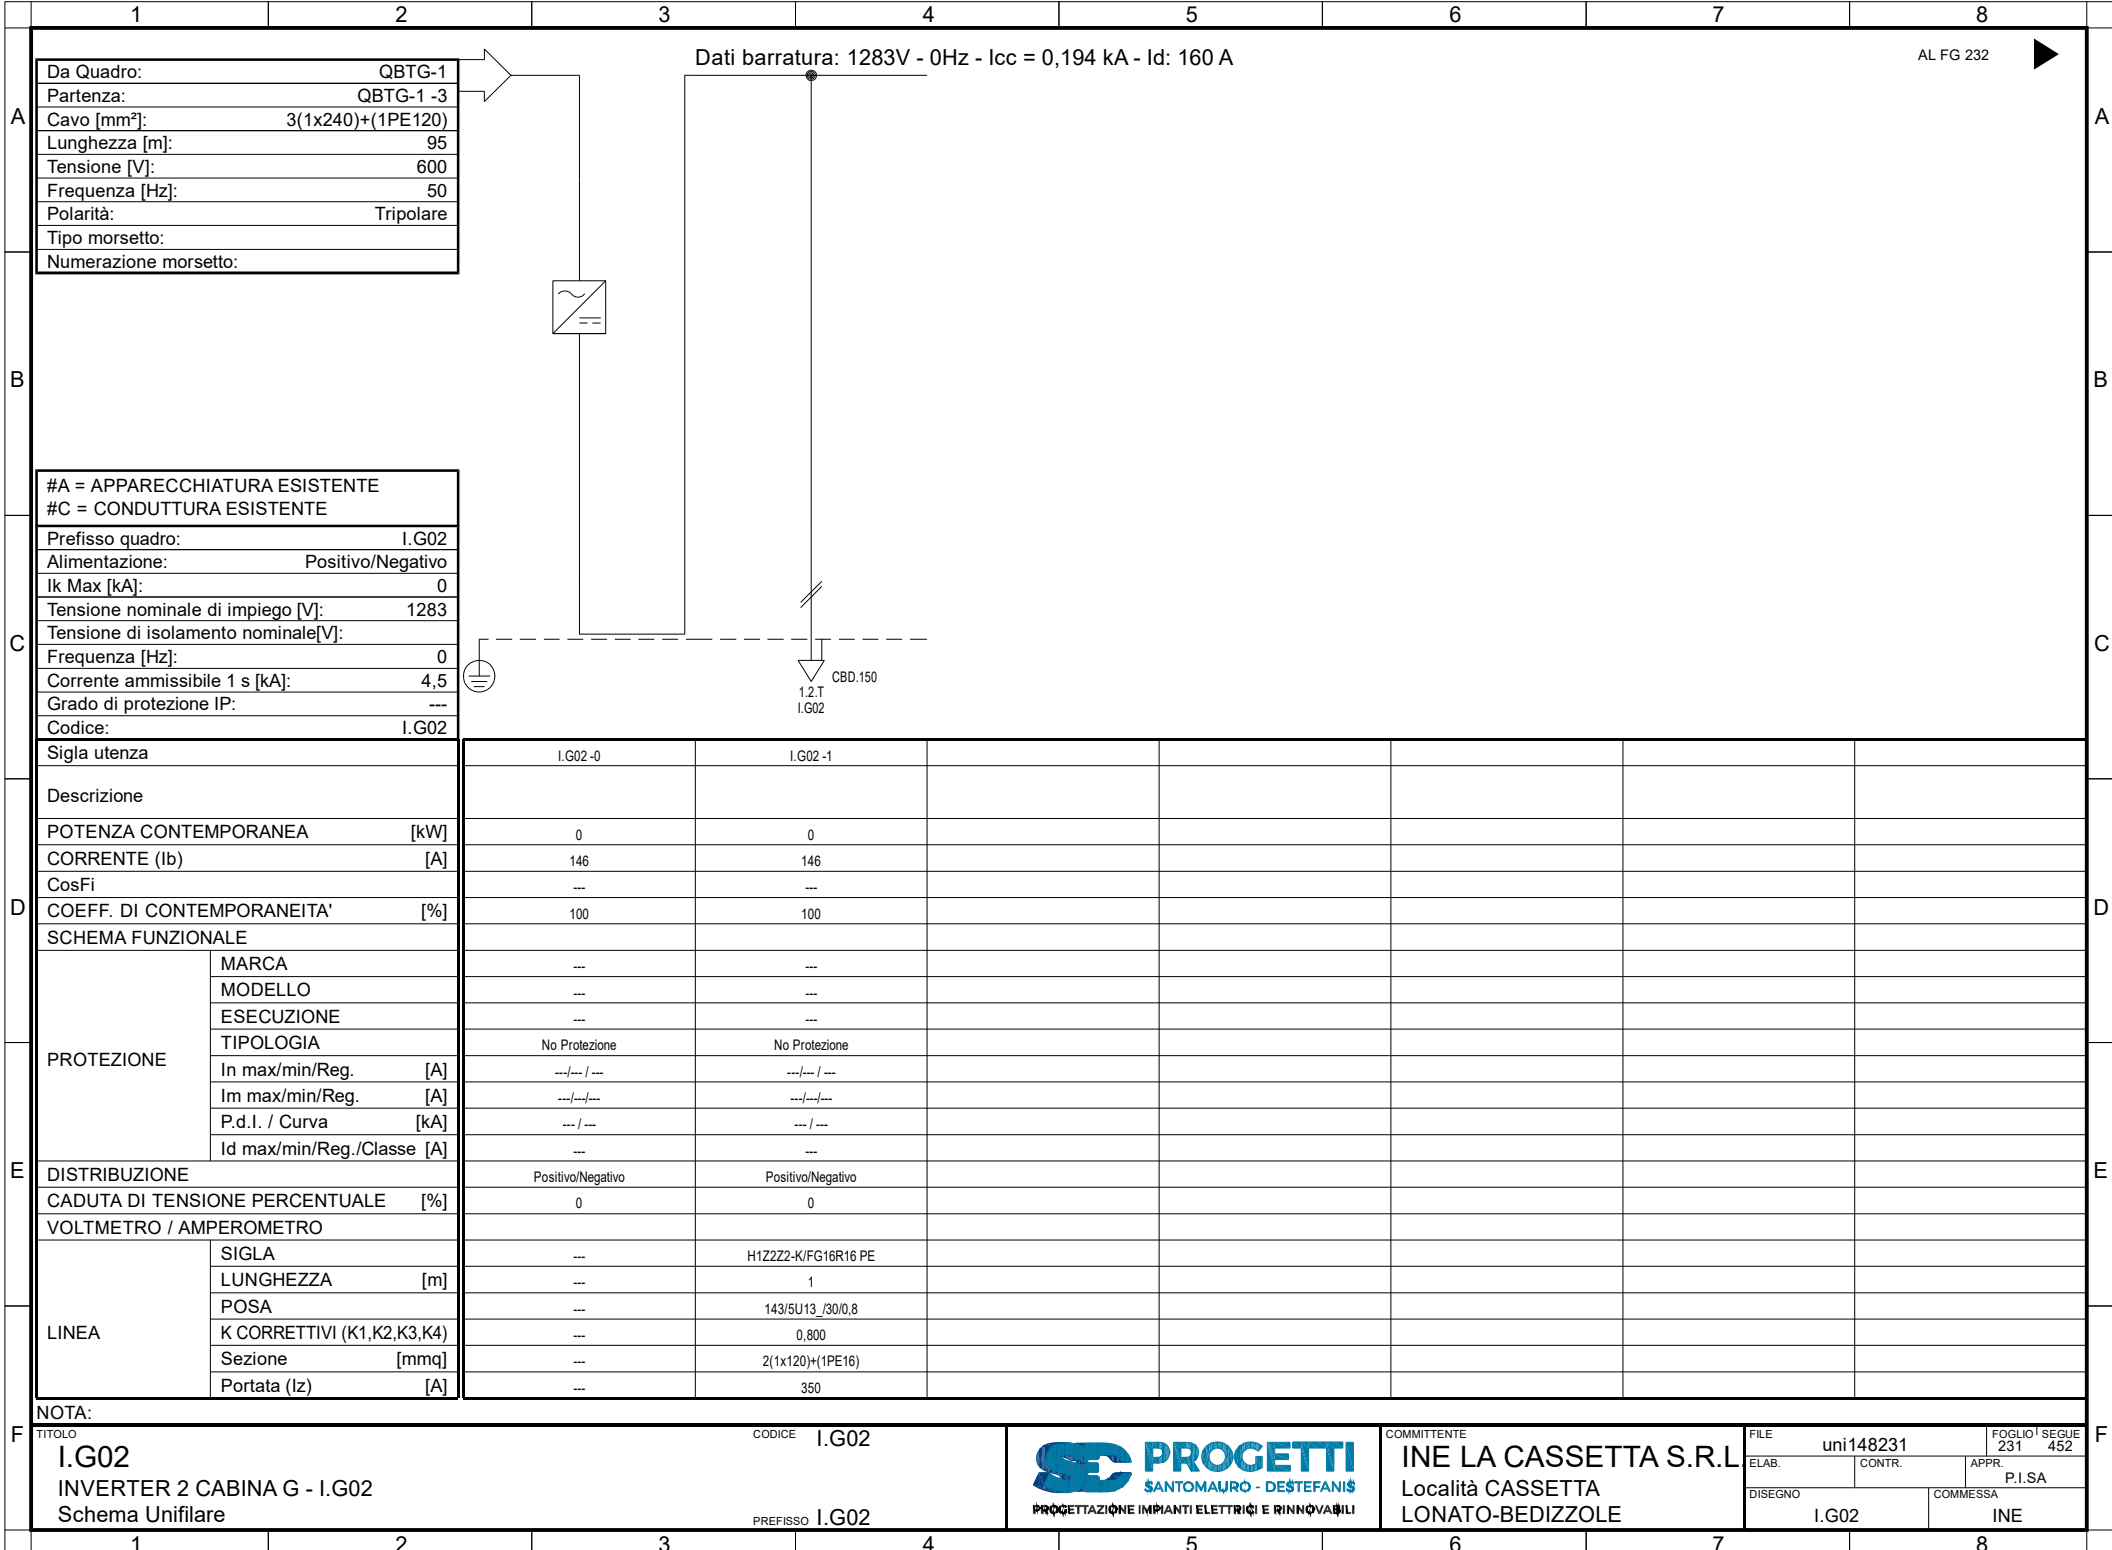 1 2 3 4 5 6 7 8
Dati barratura: 1283V - 0Hz - Icc = 0,194 kA - Id: 160 A
AL FG 232
Da Quadro: QBTG-1
Partenza: QBTG-1 -3
Cavo [mm²]: 3(1x240)+(1PE120)
Lunghezza [m]: 95
Tensione [V]: 600
Frequenza [Hz]: 50
Polarità: Tripolare
Tipo morsetto:
Numerazione morsetto:
A A
B B
#A = APPARECCHIATURA ESISTENTE
#C = CONDUTTURA ESISTENTE
Prefisso quadro: I.G02
Alimentazione: Positivo/Negativo
Ik Max [kA]: 0
Tensione nominale di impiego [V]: 1283
Tensione di isolamento nominale[V]:
Frequenza [Hz]: 0
Corrente ammissibile 1 s [kA]: 4,5
Grado di protezione IP: ---
Codice: I.G02
C C
CBD.150
1.2.T
I.G02
Sigla utenza I.G02 -0 I.G02 -1
Descrizione
POTENZA CONTEMPORANEA [kW] 0 0
CORRENTE (Ib) [A] 146 146
CosFi --- ---
D COEFF. DI CONTEMPORANEITA' [%] 100 100 D
SCHEMA FUNZIONALE
PROTEZIONE
MARCA --- ---
MODELLO --- ---
ESECUZIONE --- ---
TIPOLOGIA No Protezione No Protezione
In max/min/Reg. [A] ---/--- / --- ---/--- / ---
Im max/min/Reg. [A] ---/---/--- ---/---/---
P.d.I. / Curva [kA] --- / --- --- / ---
Id max/min/Reg./Classe [A] --- ---
E DISTRIBUZIONE Positivo/Negativo Positivo/Negativo E
CADUTA DI TENSIONE PERCENTUALE [%] 0 0
VOLTMETRO / AMPEROMETRO
LINEA
SIGLA --- H1Z2Z2-K/FG16R16 PE
LUNGHEZZA [m] --- 1
POSA --- 143/5U13_/30/0,8
K CORRETTIVI (K1,K2,K3,K4) --- 0,800
Sezione [mmq] --- 2(1x120)+(1PE16)
Portata (Iz) [A] --- 350
NOTA:
F F
TITOLO
I.G02
INVERTER 2 CABINA G - I.G02
Schema Unifilare
CODICE I.G02
PREFISSO I.G02
SDC PROGETTI
SANTOMAURO - DESTEFANIS
PROGETTAZIONE IMPIANTI ELETTRICI E RINNOVABILI
COMMITTENTE
INE LA CASSETTA S.R.L.
Località CASSETTA
LONATO-BEDIZZOLE
FILE uni148231
FOGLIO 231 SEGUE 452
ELAB. CONTR. APPR. P.I.SA
DISEGNO I.G02
COMMESSA INE
1 2 3 4 5 6 7 8